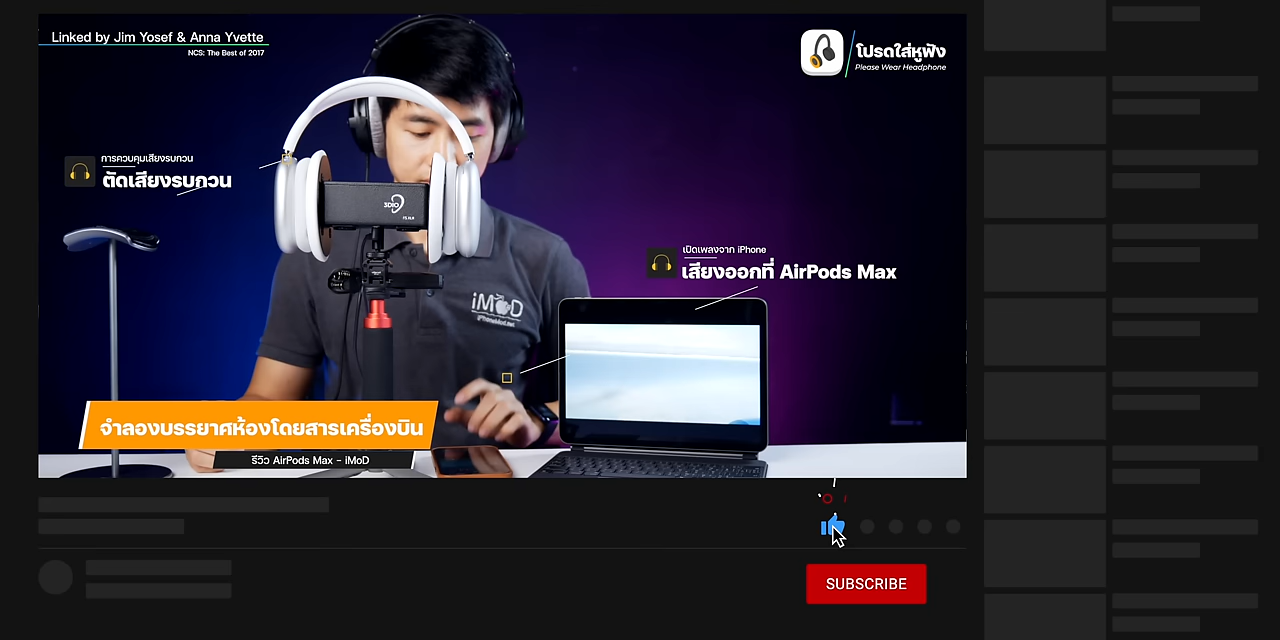 Linked by Jim Yosef & Anna Yvette
NCS: The Best of 2017
โปรดใส่หูฟัง
Please Wear Headphone
การควบคุมเสียงรบกวน
ตัดเสียงรบกวน
3DIO
FS XLR
เปิดเพลงจาก iPhone
เสียงออกที่ AirPods Max
iMoD
iPhoneMod.net
จำลองบรรยาศห้องโดยสารเครื่องบิน
รีวิว AirPods Max - iMoD
SUBSCRIBE